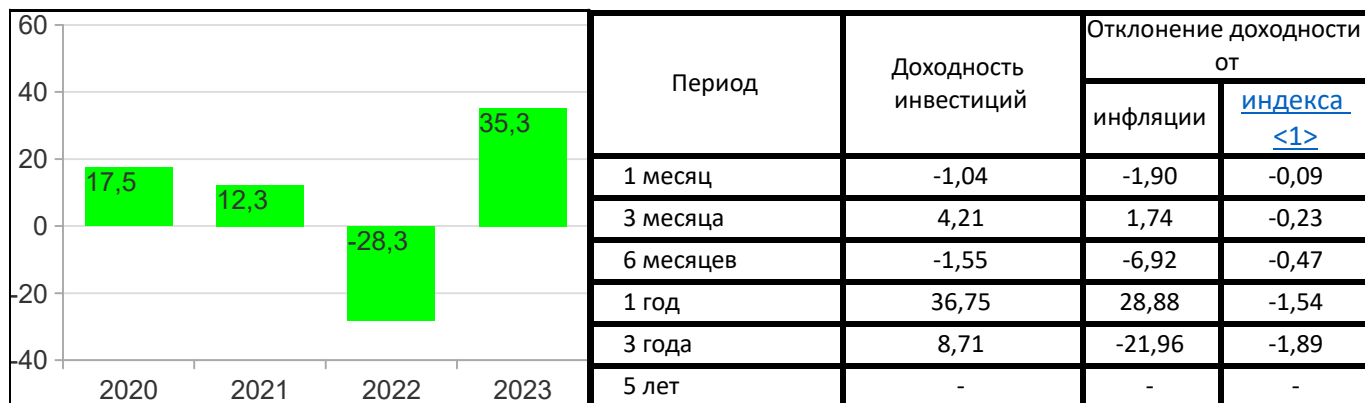 60
40
20
0
-20
-40
17,5
12,3
-28,3
35,3
2020 2021 2022 2023
Период Доходность инвестиций Отклонение доходности от
инфляции индекса <1>
1 месяц -1,04 -1,90 -0,09
3 месяца 4,21 1,74 -0,23
6 месяцев -1,55 -6,92 -0,47
1 год 36,75 28,88 -1,54
3 года 8,71 -21,96 -1,89
5 лет - - -